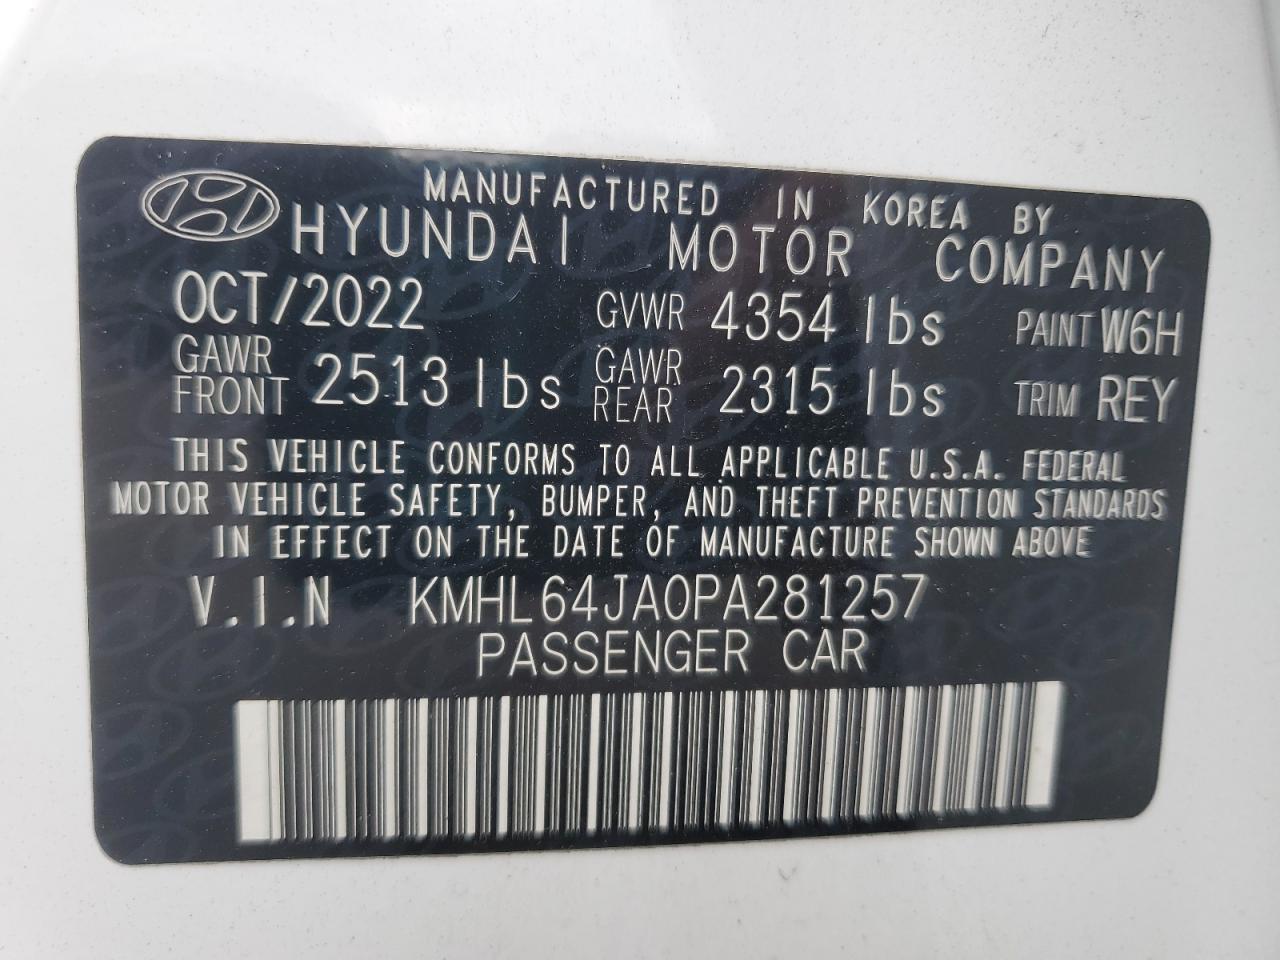 MANUFACTURED IN KOREA BY
HYUNDAI MOTOR COMPANY
OCT/2022 GVWR 4354 lbs PAINT W6H
GAWR FRONT 2513 lbs GAWR REAR 2315 lbs TRIM REY
THIS VEHICLE CONFORMS TO ALL APPLICABLE U.S.A. FEDERAL
MOTOR VEHICLE SAFETY, BUMPER, AND THEFT PREVENTION STANDARDS
IN EFFECT ON THE DATE OF MANUFACTURE SHOWN ABOVE
V.I.N KMHL64JA0PA281257
PASSENGER CAR